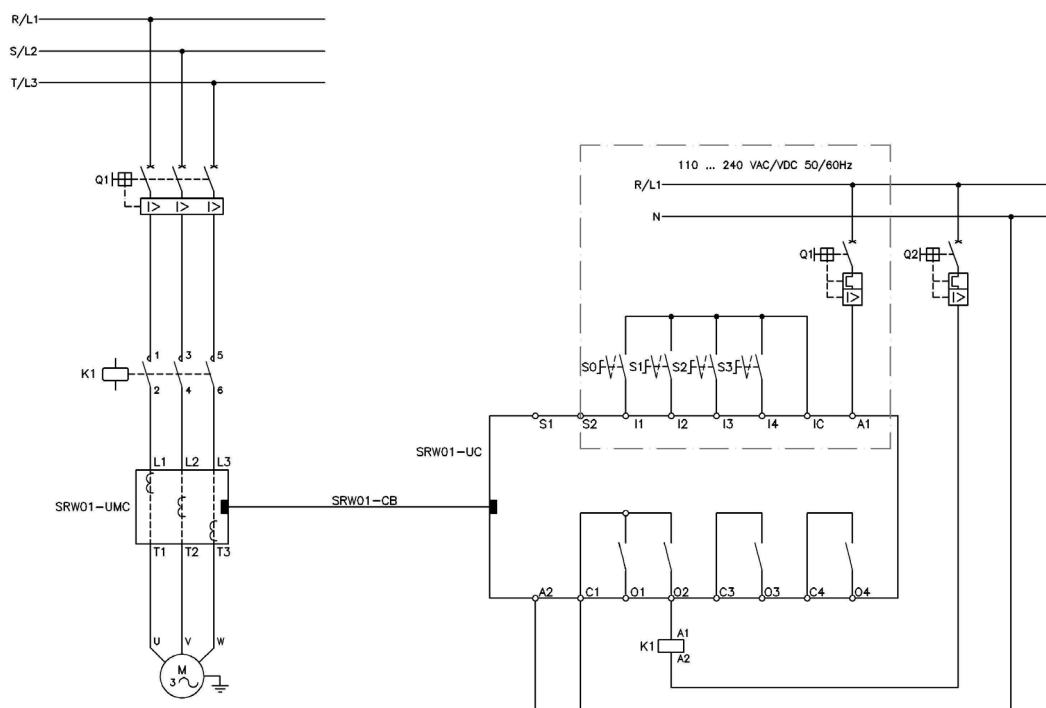 R/L1
S/L2
T/L3
110 ... 240 VAC/VDC 50/60Hz
R/L1
N
Q1
I> I> I>
Q1
Q2
I>
I>
1 3 5
K1
2 4 6
S0 S1 S2 S3
S1 S2 I1 I2 I3 I4 IC A1
SRW01-UC
L1 L2 L3
SRW01-UMC
SRW01-CB
T1 T2 T3
A2 C1 O1 O2 C3 O3 C4 O4
U V W
K1
A1
A2
M
3